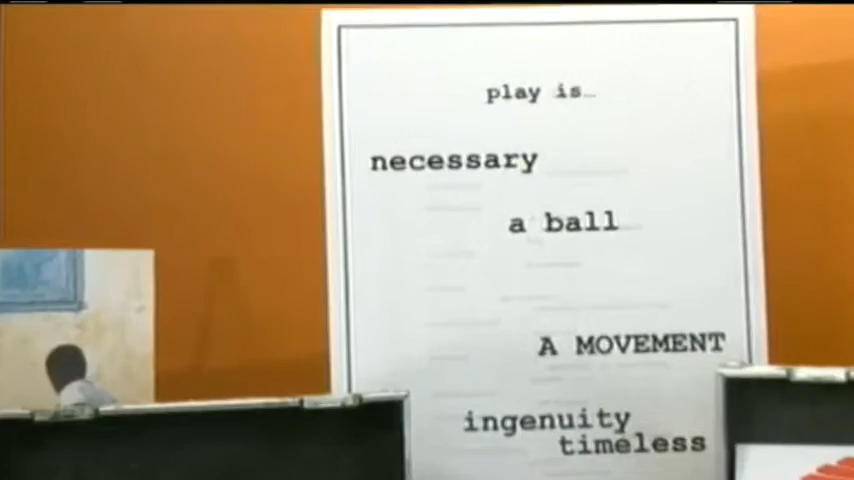 play is…
necessary
a ball
A MOVEMENT
ingenuity
timeless